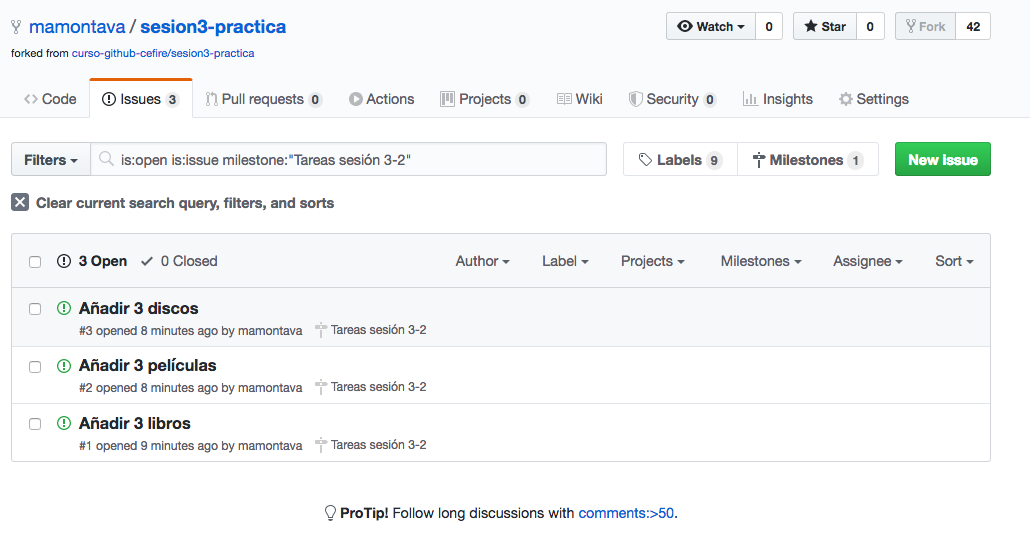 mamontava / sesion3-practica Watch 0 Star 0 Fork 42
forked from curso-github-cefire/sesion3-practica
Code Issues 3 Pull requests 0 Actions Projects 0 Wiki Security 0 Insights Settings
Filters is:open is:issue milestone:"Tareas sesión 3-2" Labels 9 Milestones 1 New issue
Clear current search query, filters, and sorts
3 Open 0 Closed Author Label Projects Milestones Assignee Sort
Añadir 3 discos
#3 opened 8 minutes ago by mamontava Tareas sesión 3-2
Añadir 3 películas
#2 opened 8 minutes ago by mamontava Tareas sesión 3-2
Añadir 3 libros
#1 opened 9 minutes ago by mamontava Tareas sesión 3-2
ProTip! Follow long discussions with comments:>50.